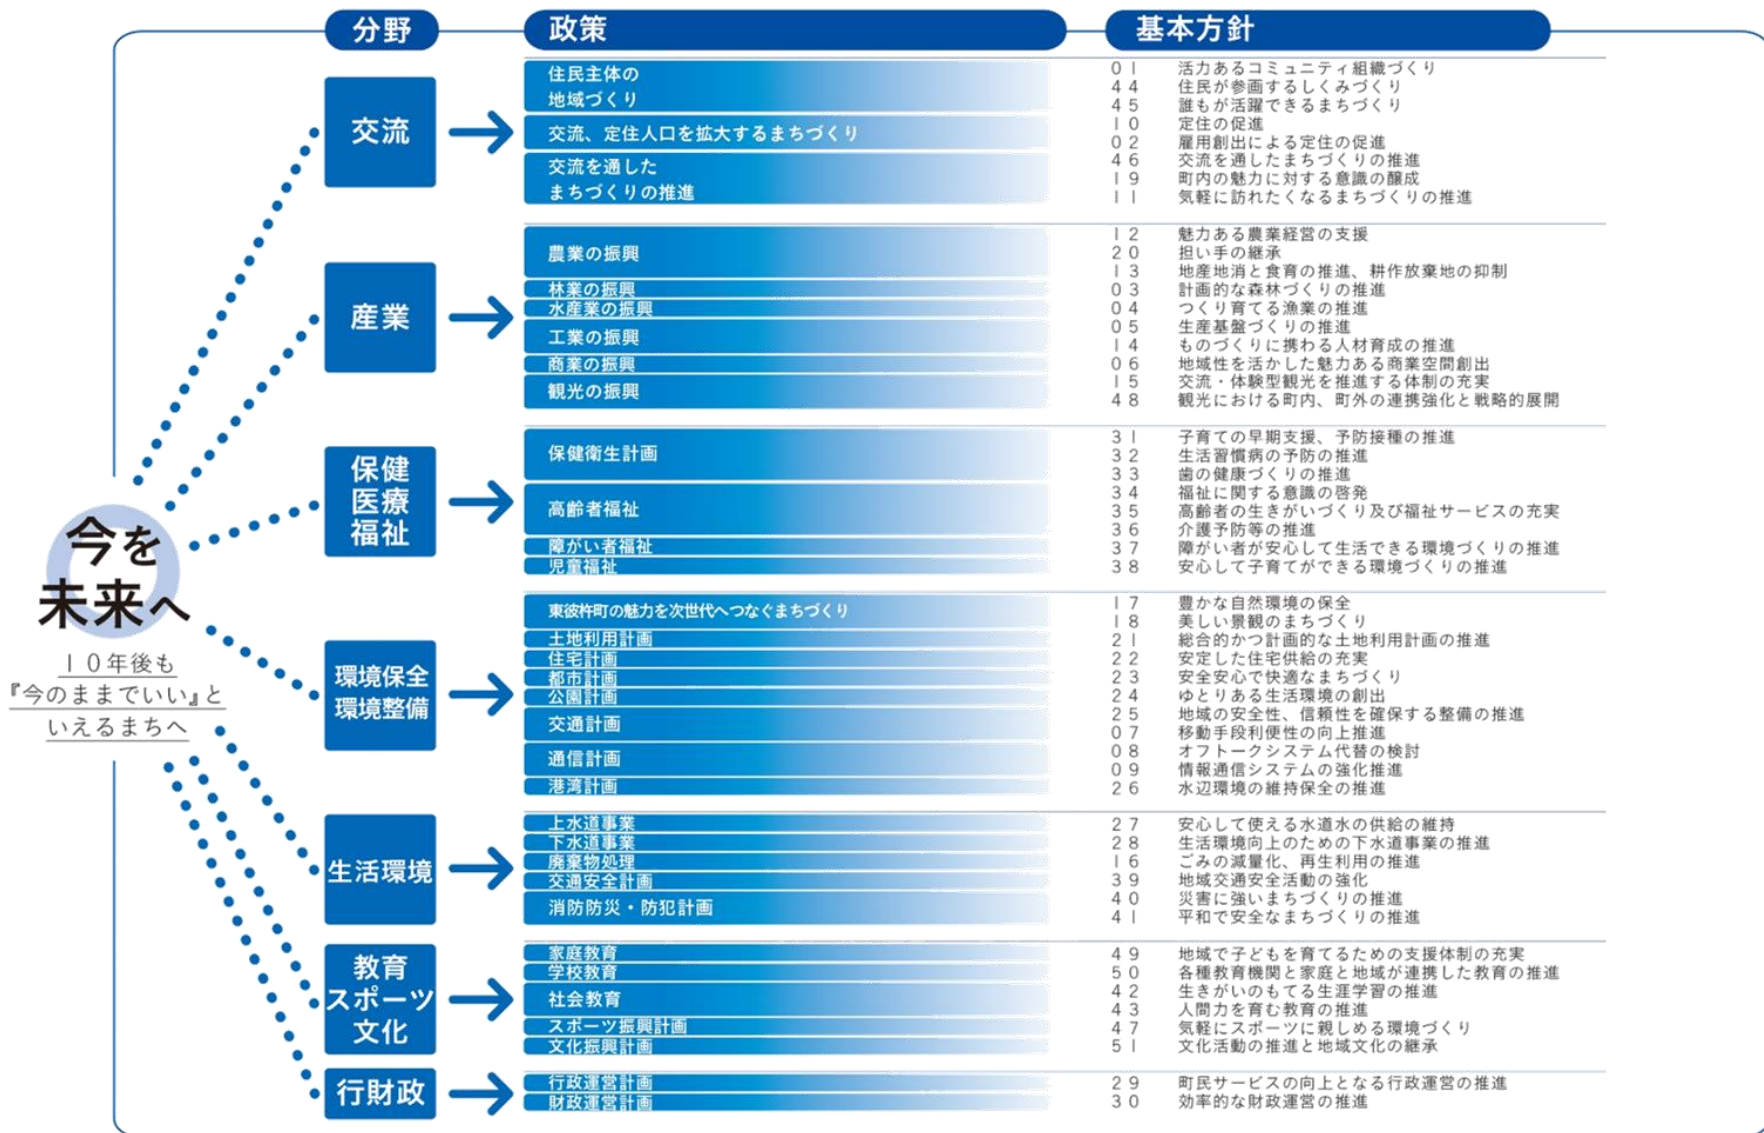 分野
政策
基本方針
今を
未来へ
１０年後も
『今のままでいい』と
いえるまちへ
交流
住民主体の
地域づくり
交流、定住人口を拡大するまちづくり
交流を通した
まちづくりの推進
01 活力あるコミュニティ組織づくり
44 住民が参画するしくみづくり
45 誰もが活躍できるまちづくり
10 定住の促進
02 雇用創出による定住の促進
46 交流を通したまちづくりの推進
19 町内の魅力に対する意識の醸成
11 気軽に訪れたくなるまちづくりの推進
産業
農業の振興
林業の振興
水産業の振興
工業の振興
商業の振興
観光の振興
12 魅力ある農業経営の支援
20 担い手の継承
13 地産地消と食育の推進、耕作放棄地の抑制
03 計画的な森林づくりの推進
04 つくり育てる漁業の推進
05 生産基盤づくりの推進
14 ものづくりに携わる人材育成の推進
06 地域性を活かした魅力ある商業空間創出
15 交流・体験型観光を推進する体制の充実
48 観光における町内、町外の連携強化と戦略的展開
保健
医療
福祉
保健衛生計画
高齢者福祉
障がい者福祉
児童福祉
31 子育ての早期支援、予防接種の推進
32 生活習慣病の予防の推進
33 歯の健康づくりの推進
34 福祉に関する意識の啓発
35 高齢者の生きがいづくり及び福祉サービスの充実
36 介護予防等の推進
37 障がい者が安心して生活できる環境づくりの推進
38 安心して子育てができる環境づくりの推進
環境保全
環境整備
東彼杵町の魅力を次世代へつなぐまちづくり
土地利用計画
住宅計画
都市計画
公園計画
交通計画
通信計画
港湾計画
17 豊かな自然環境の保全
18 美しい景観のまちづくり
21 総合的かつ計画的な土地利用計画の推進
22 安定した住宅供給の充実
23 安全安心で快適なまちづくり
24 ゆとりある生活環境の創出
25 地域の安全性、信頼性を確保する整備の推進
07 移動手段利便性の向上推進
08 オフトークシステム代替の検討
09 情報通信システムの強化推進
26 水辺環境の維持保全の推進
生活環境
上水道事業
下水道事業
廃棄物処理
交通安全計画
消防防災・防犯計画
27 安心して使える水道水の供給の維持
28 生活環境向上のための下水道事業の推進
16 ごみの減量化、再生利用の推進
39 地域交通安全活動の強化
40 災害に強いまちづくりの推進
41 平和で安全なまちづくりの推進
教育
スポーツ
文化
家庭教育
学校教育
社会教育
スポーツ振興計画
文化振興計画
49 地域で子どもを育てるための支援体制の充実
50 各種教育機関と家庭と地域が連携した教育の推進
42 生きがいのもてる生涯学習の推進
43 人間力を育む教育の推進
47 気軽にスポーツに親しめる環境づくり
51 文化活動の推進と地域文化の継承
行財政
行政運営計画
財政運営計画
29 町民サービスの向上となる行政運営の推進
30 効率的な財政運営の推進